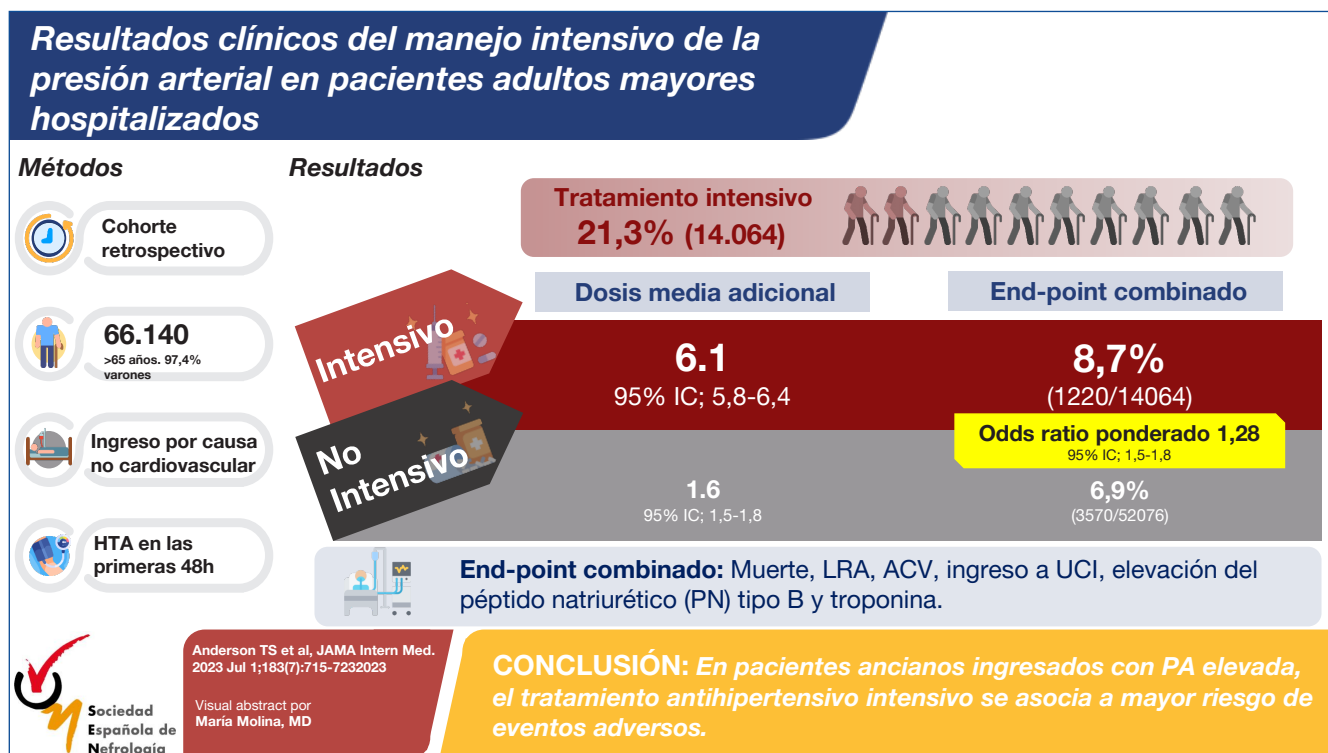 Resultados clínicos del manejo intensivo de la
presión arterial en pacientes adultos mayores
hospitalizados
Métodos
Cohorte
retrospectivo
66.140
>65 años. 97,4%
varones
Ingreso por causa
no cardiovascular
HTA en las
primeras 48h
Resultados
Tratamiento intensivo
21,3% (14.064)
Dosis media adicional
End-point combinado
Intensivo
6.1
95% IC; 5,8-6,4
8,7%
(1220/14064)
Odds ratio ponderado 1,28
95% IC; 1,5-1,8
No
Intensivo
1.6
95% IC; 1,5-1,8
6,9%
(3570/52076)
End-point combinado: Muerte, LRA, ACV, ingreso a UCI, elevación del
péptido natriurético (PN) tipo B y troponina.
Sociedad
Española de
Nefrología
Anderson TS et al, JAMA Intern Med.
2023 Jul 1;183(7):715-7232023
Visual abstract por
María Molina, MD
CONCLUSIÓN: En pacientes ancianos ingresados con PA elevada,
el tratamiento antihipertensivo intensivo se asocia a mayor riesgo de
eventos adversos.